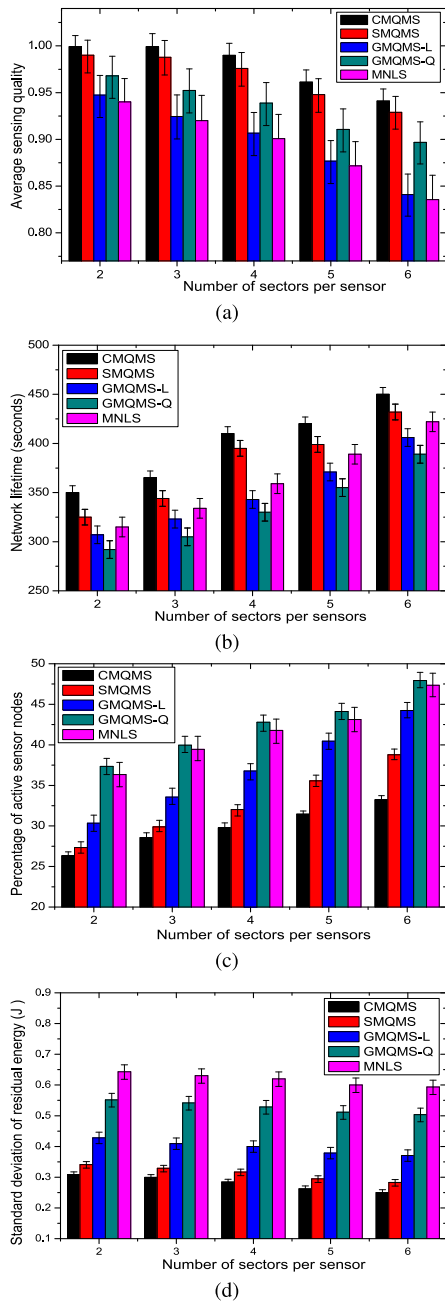 CMQMS
SMQMS
GMQMS-L
GMQMS-Q
MNLS
1.00
0.95
0.90
0.85
0.80
Average sensing quality
2 3 4 5 6
Number of sectors per sensor
(a)
500
450
400
350
300
250
Network lifetime (seconds)
CMQMS
SMQMS
GMQMS-L
GMQMS-Q
MNLS
2 3 4 5 6
Number of sectors per sensors
(b)
50
45
40
35
30
25
20
Percentage of active sensor nodes
CMQMS
SMQMS
GMQMS-L
GMQMS-Q
MNLS
2 3 4 5 6
Number of sectors per sensors
(c)
0.9
0.8
0.7
0.6
0.5
0.4
0.3
0.2
0.1
Standard deviation of residual energy (J )
CMQMS
SMQMS
GMQMS-L
GMQMS-Q
MNLS
2 3 4 5 6
Number of sectors per sensor
(d)